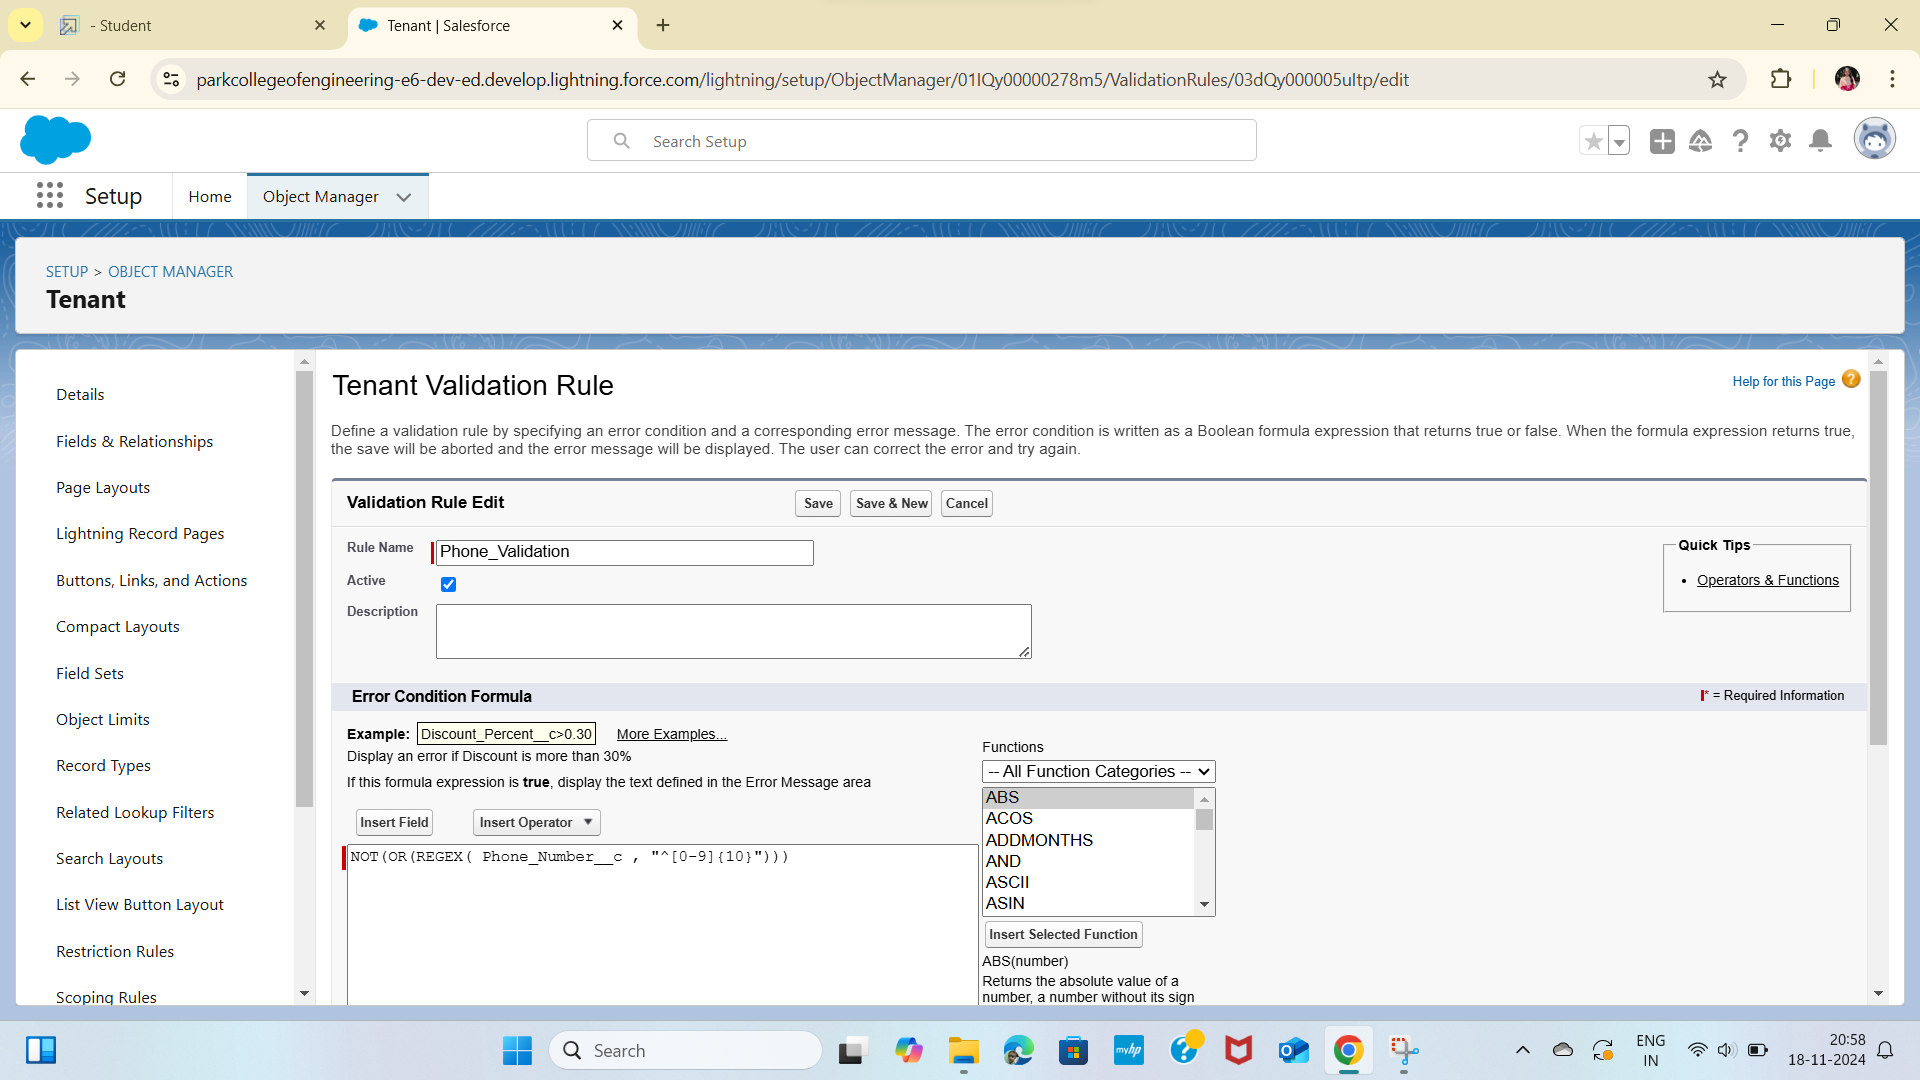 - Student
Tenant | Salesforce
parkcollegeofengineering-e6-dev-ed.develop.lightning.force.com/lightning/setup/ObjectManager/01IQy00000278m5/ValidationRules/03dQy000005uItp/edit
Search Setup
Setup
Home
Object Manager
SETUP > OBJECT MANAGER
Tenant
Details
Fields & Relationships
Page Layouts
Lightning Record Pages
Buttons, Links, and Actions
Compact Layouts
Field Sets
Object Limits
Record Types
Related Lookup Filters
Search Layouts
List View Button Layout
Restriction Rules
Scoping Rules
Tenant Validation Rule
Help for this Page ?
Define a validation rule by specifying an error condition and a corresponding error message. The error condition is written as a Boolean formula expression that returns true or false. When the formula expression returns true,
the save will be aborted and the error message will be displayed. The user can correct the error and try again.
Validation Rule Edit
Save
Save & New
Cancel
Rule Name
Phone_Validation
Active
Description
Quick Tips
• Operators & Functions
Error Condition Formula
* = Required Information
Example: Discount_Percent__c>0.30 More Examples...
Display an error if Discount is more than 30%
If this formula expression is true, display the text defined in the Error Message area
Insert Field
Insert Operator
NOT(OR(REGEX( Phone_Number__c , "^[0-9]{10}")))
Functions
-- All Function Categories --
ABS
ACOS
ADDMONTHS
AND
ASCII
ASIN
Insert Selected Function
ABS(number)
Returns the absolute value of a
number, a number without its sign
Search
myhp
ENG
IN
20:58
18-11-2024